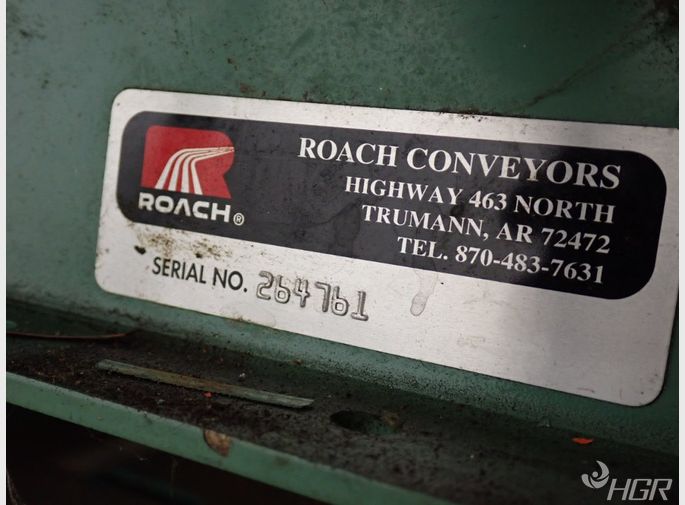 ROACH CONVEYORS
HIGHWAY 463 NORTH
TRUMANN, AR 72472
TEL. 870-483-7631
ROACH®
SERIAL NO. 264761
HGR